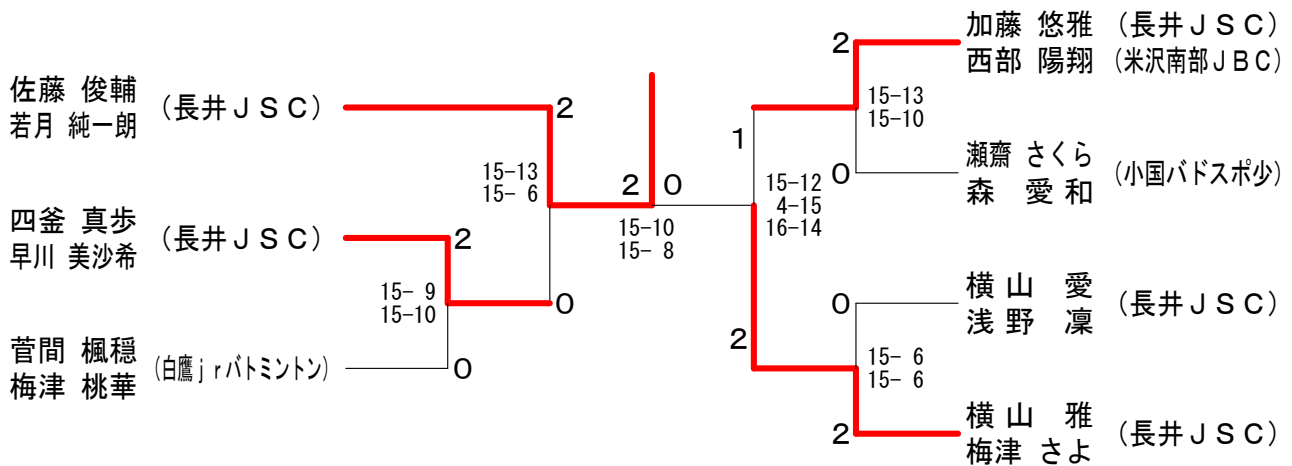 佐藤 俊輔
若月 純一朗
(長井ＪＳＣ)
2
四釜 真歩
早川 美沙希
(長井ＪＳＣ)
2
15-13
15- 6
15- 9
15-10
0
菅間 楓穏
梅津 桃華
(白鷹ｊｒバトミントン)
0
2
0
15-10
15- 8
加藤 悠雅 (長井ＪＳＣ)
西部 陽翔 (米沢南部ＪＢＣ)
2
15-13
15-10
瀬齋 さくら
森 愛和
(小国バドスポ少)
0
1
15-12
4-15
16-14
2
横山 愛
浅野 凜
(長井ＪＳＣ)
0
15- 6
15- 6
横山 雅
梅津 さよ
(長井ＪＳＣ)
2